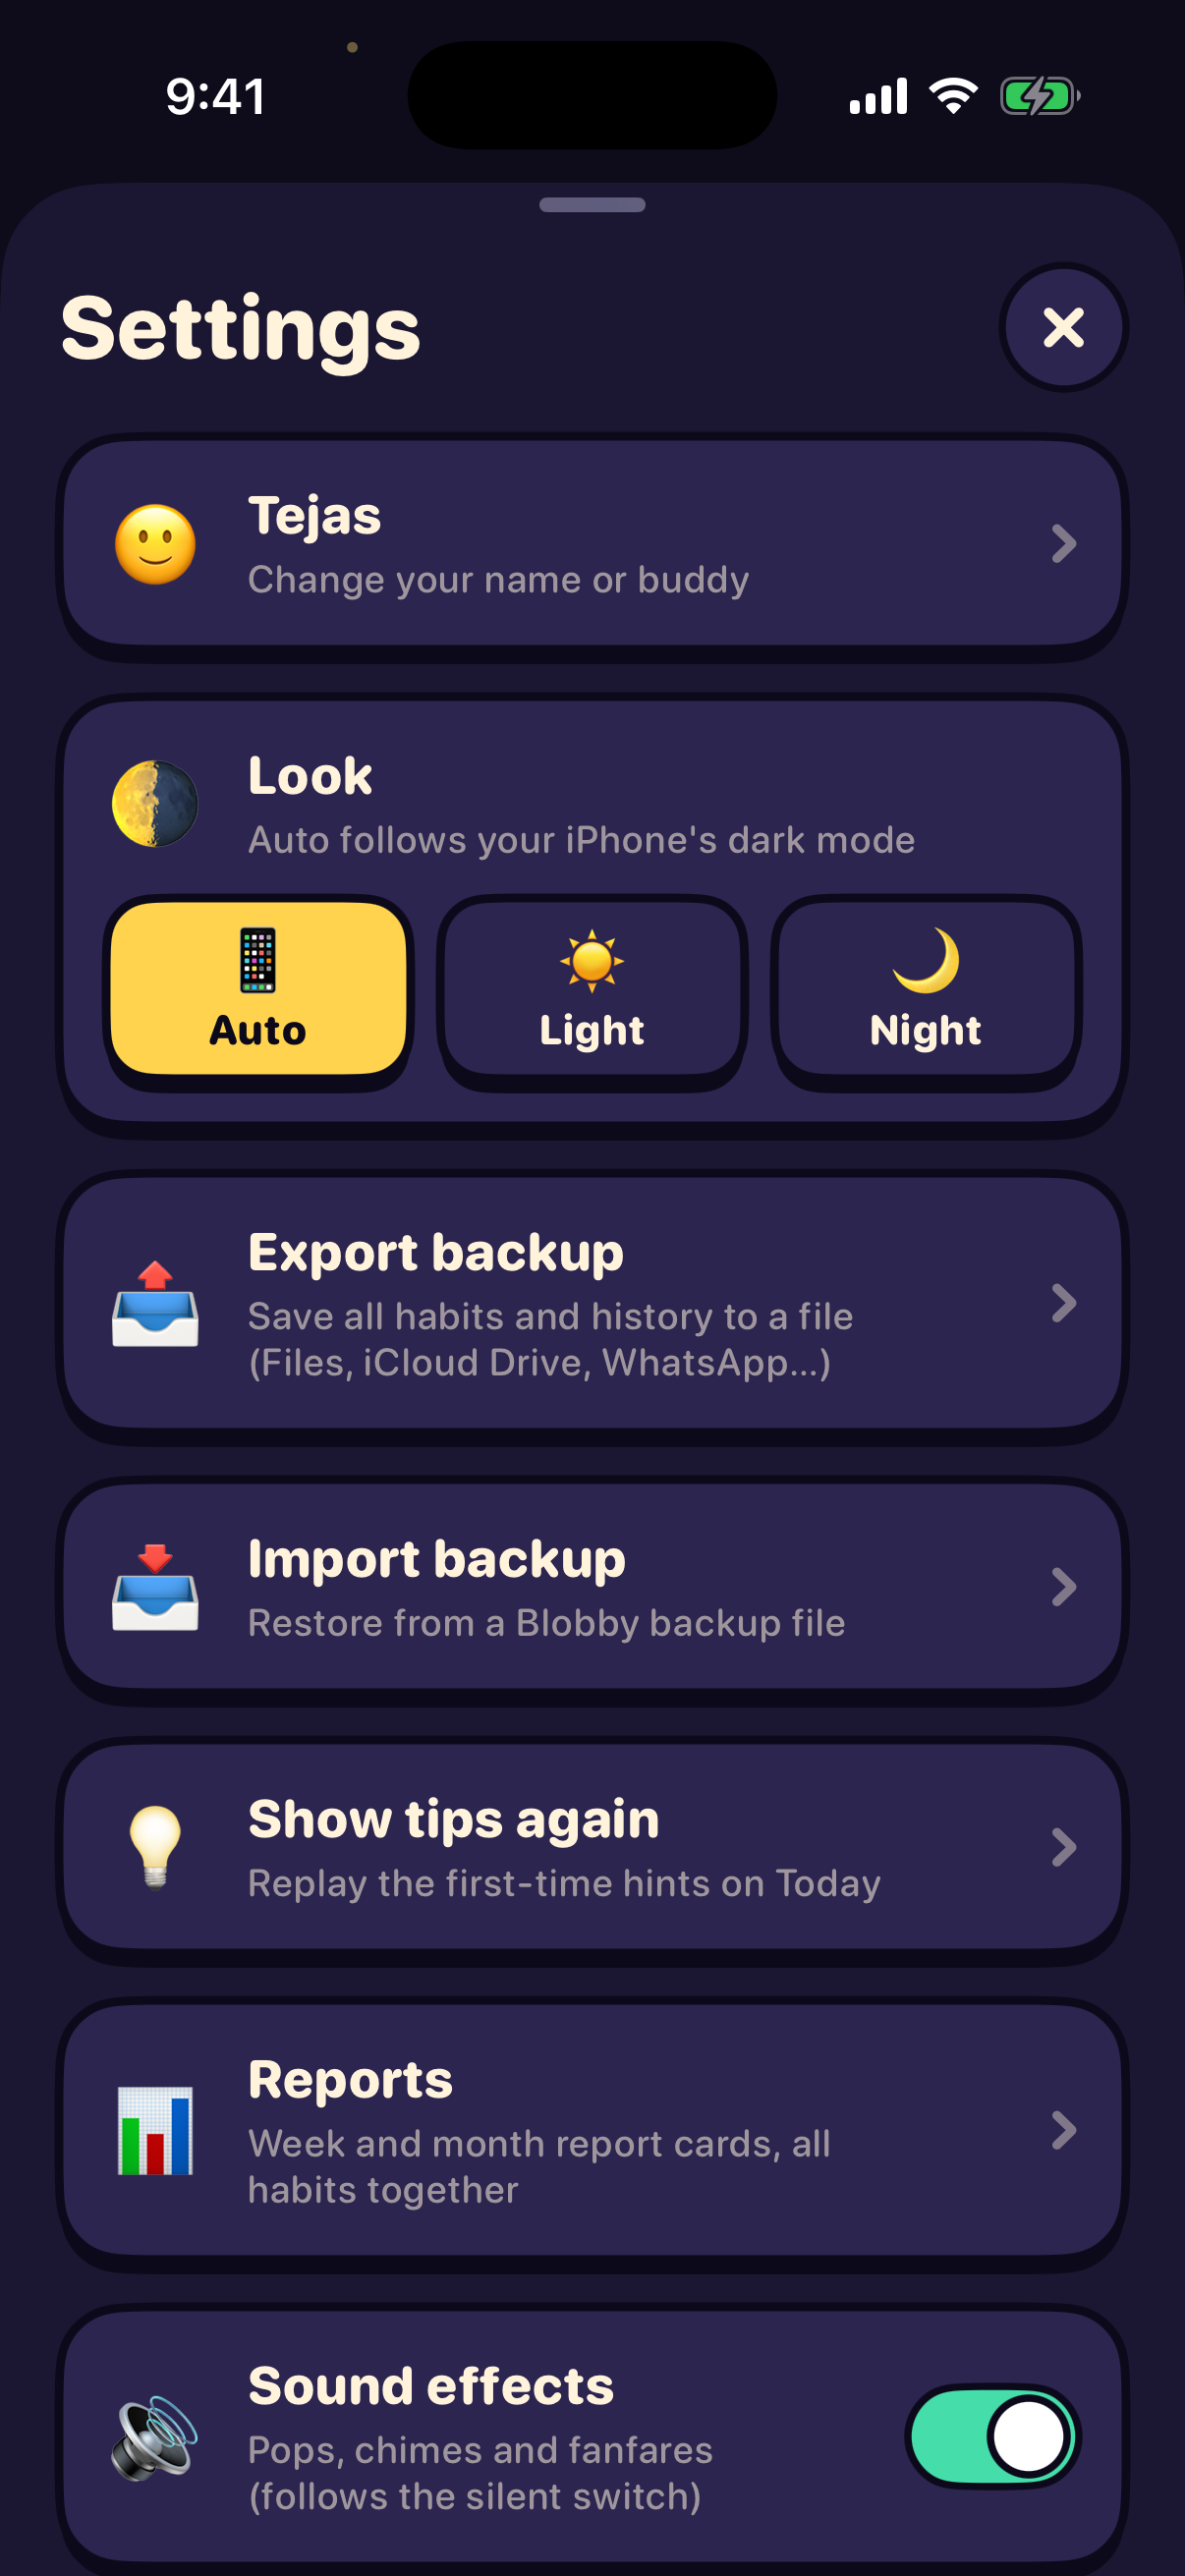 9:41
Settings
Tejas
Change your name or buddy
Look
Auto follows your iPhone's dark mode
Auto
Light
Night
Export backup
Save all habits and history to a file
(Files, iCloud Drive, WhatsApp...)
Import backup
Restore from a Blobby backup file
Show tips again
Replay the first-time hints on Today
Reports
Week and month report cards, all
habits together
Sound effects
Pops, chimes and fanfares
(follows the silent switch)